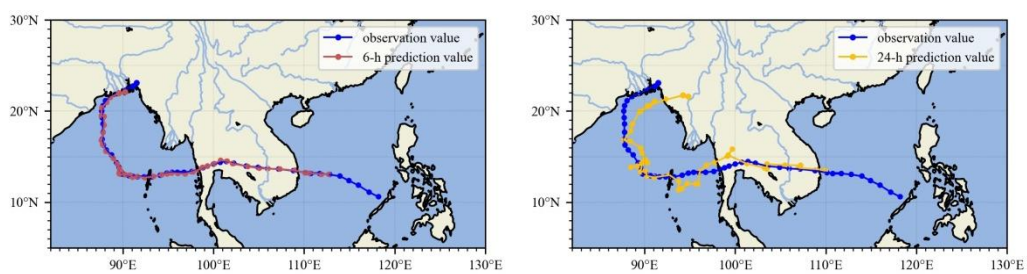 30°N
20°N
10°N
90°E
100°E
110°E
120°E
130°E
observation value
6-h prediction value
30°N
20°N
10°N
90°E
100°E
110°E
120°E
130°E
observation value
24-h prediction value